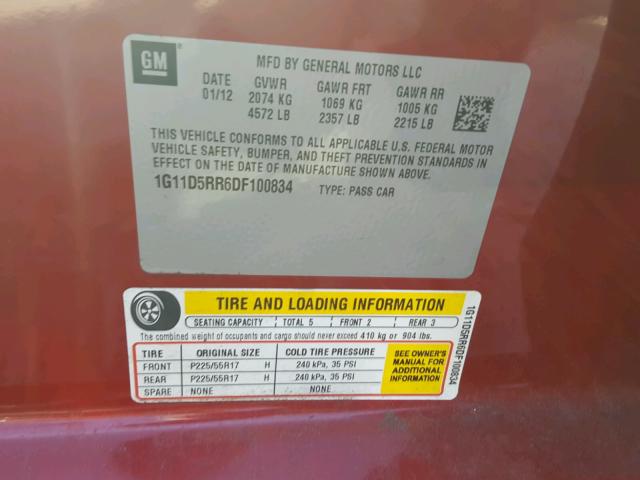 GM
MFD BY GENERAL MOTORS LLC
DATE GVWR GAWR FRT GAWR RR
01/12 2074 KG 1069 KG 1005 KG
4572 LB 2357 LB 2215 LB
THIS VEHICLE CONFORMS TO ALL APPLICABLE U.S. FEDERAL MOTOR
VEHICLE SAFETY, BUMPER, AND THEFT PREVENTION STANDARDS
IN EFFECT ON THE DATE OF MANUFACTURE SHOWN ABOVE.
1G11D5RR6DF100834 TYPE: PASS CAR
TIRE AND LOADING INFORMATION
SEATING CAPACITY TOTAL 5 FRONT 2 REAR 3
The combined weight of occupants and cargo should never exceed 410 kg or 904 lbs.
TIRE ORIGINAL SIZE COLD TIRE PRESSURE
FRONT P225/55R17 H 240 kPa, 35 PSI
REAR P225/55R17 H 240 kPa, 35 PSI
SPARE NONE NONE
SEE OWNER'S
MANUAL FOR
ADDITIONAL
INFORMATION
1G11D5RR6DF100834